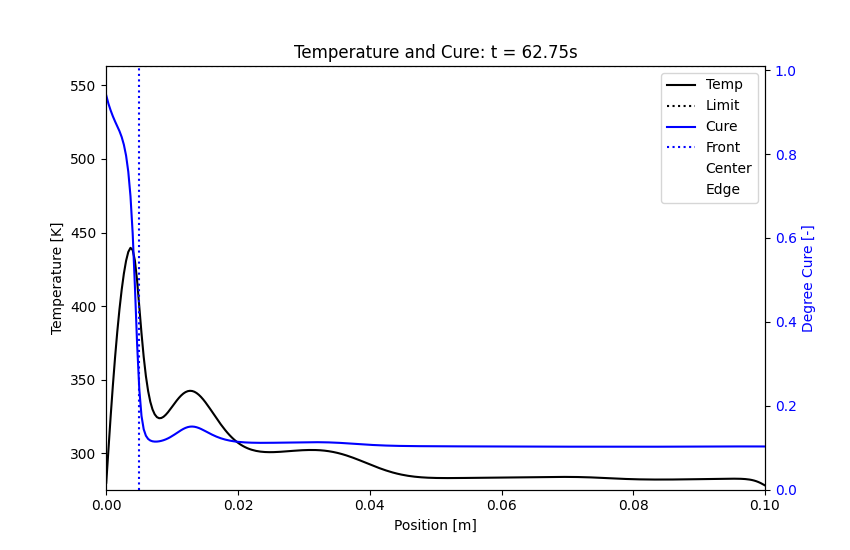 Temperature and Cure: t = 62.75s
Temperature [K]
550
500
450
400
350
300
Temp
Limit
Cure
Front
Center
Edge
1.0
0.8
0.6
0.4
0.2
0.0
Degree Cure [-]
0.00
0.02
0.04
0.06
0.08
0.10
Position [m]